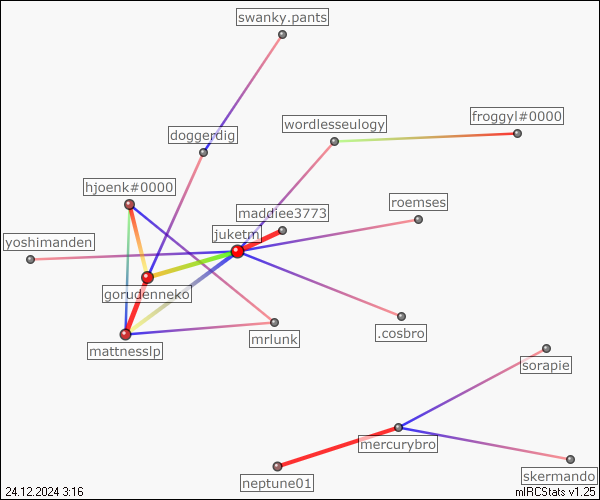 swanky.pants
froggyl#0000
wordlesseulogy
doggerdig
hjoenk#0000
roemses
maddiee3773
juketm
yoshimanden
gorudenneko
.cosbro
mrlunk
mattnesslp
sorapie
mercurybro
skermando
neptune01
24.12.2024 3:16
mIRCStats v1.25